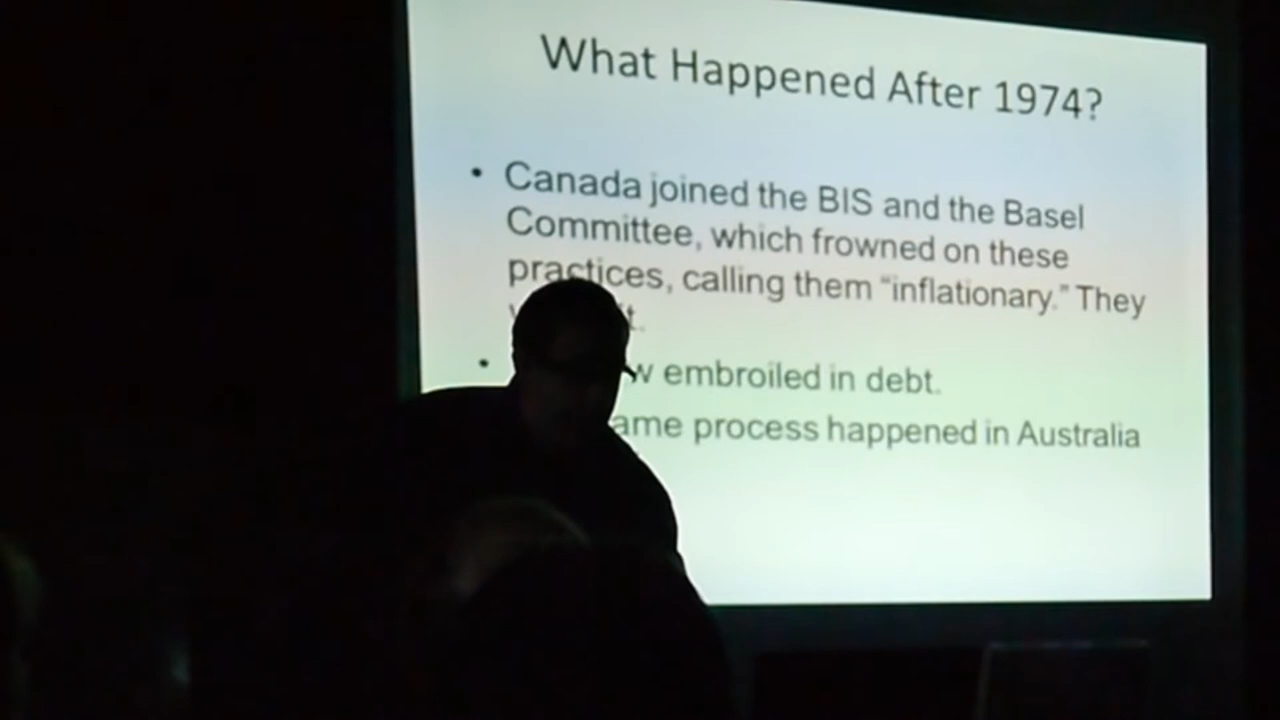 What Happened After 1974?
• Canada joined the BIS and the Basel
Committee, which frowned on these
practices, calling them “inflationary.” They
•
embroiled in debt.
process happened in Australia